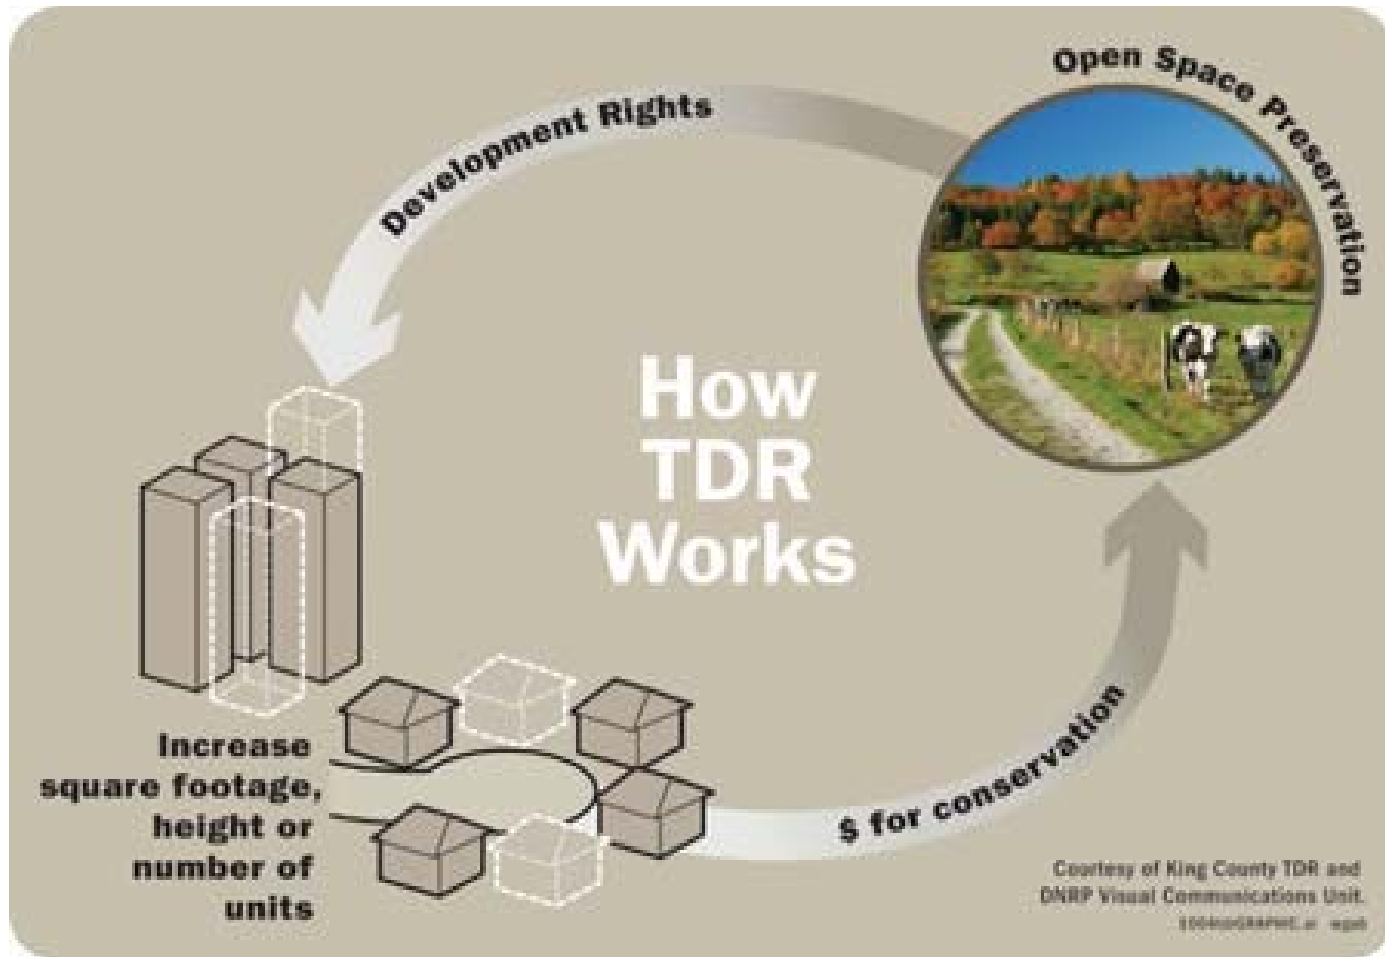 Open Space Preservation
Development Rights
How
TDR
Works
Increase
square footage,
height or
number of
units
$ for conservation
Courtesy of King County TDR and
DNRP Visual Communications Unit.